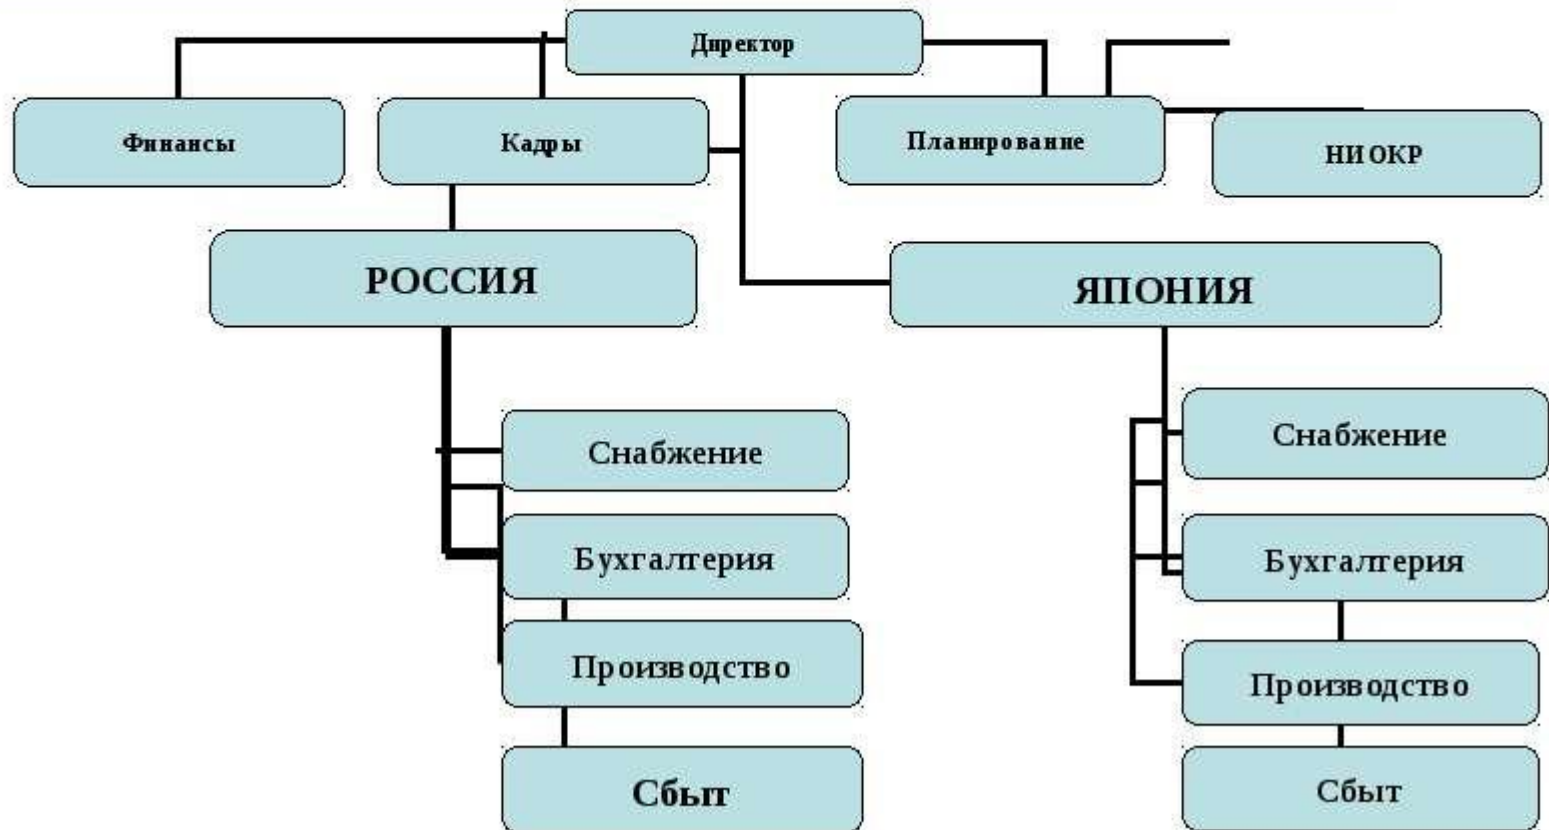 Директор
Финансы
Кадры
Планирование
НИОКР
РОССИЯ
ЯПОНИЯ
Снабжение
Бухгалтерия
Производство
Сбыт
Снабжение
Бухгалтерия
Производство
Сбыт